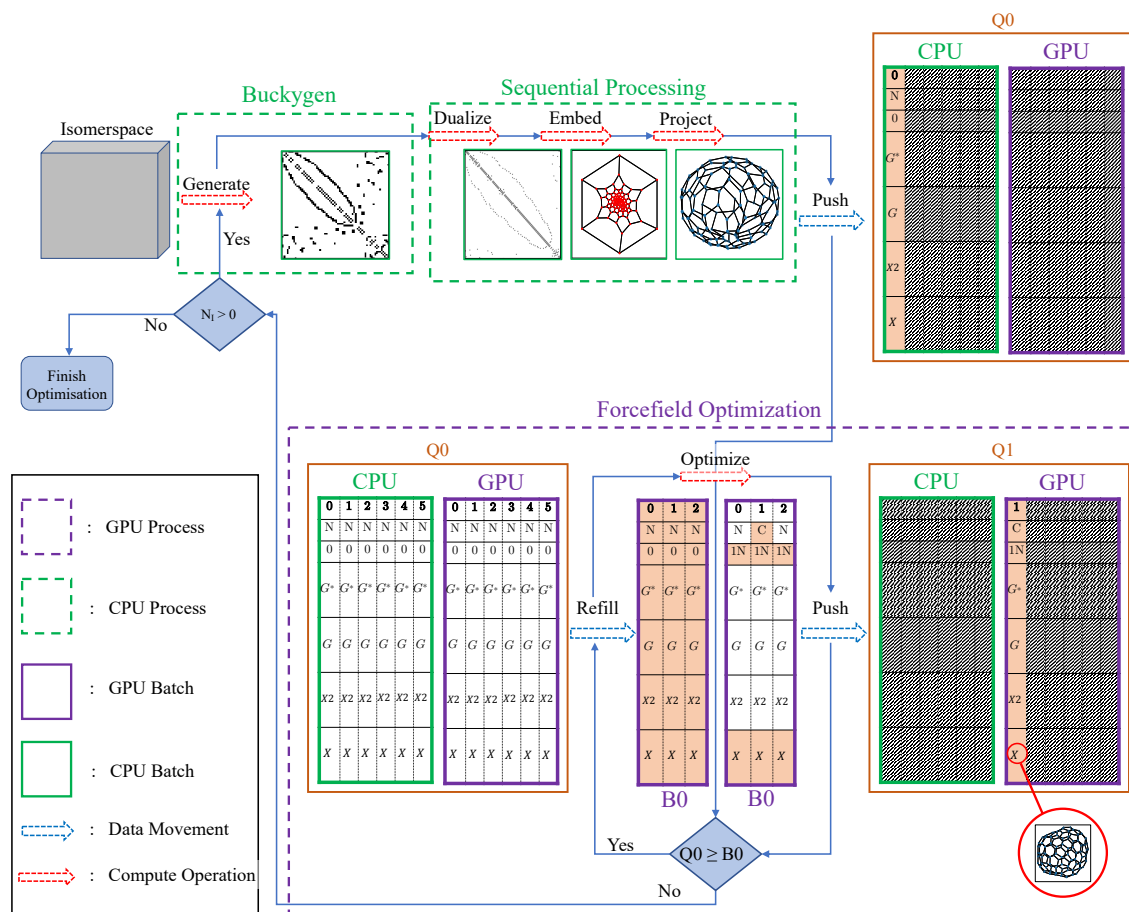 Q0
CPU GPU
0
N
0
G*
G
X2
X
Buckygen
Sequential Processing
Isomerspace
Generate
Dualize
Embed
Project
Push
Yes
N_I > 0
No
Finish
Optimisation
Forcefield Optimization
Q0
CPU GPU
0 1 2 3 4 5 0 1 2 3 4 5
N N N N N N N N N N N N
0 0 0 0 0 0 0 0 0 0 0 0
G* G* G* G* G* G* G* G* G* G* G* G*
G G G G G G G G G G G G
X2 X2 X2 X2 X2 X2 X2 X2 X2 X2 X2 X2
X X X X X X X X X X X X
Refill
Optimize
0 1 2 0 1 2
N N N N C N
0 0 0 1N 1N 1N
G* G* G* G* G* G*
G G G G G G
X2 X2 X2 X2 X2 X2
X X X X X X
B0 B0
Push
Q1
CPU GPU
1
C
1N
G*
G
X2
X
Yes
Q0 ≥ B0
No
: GPU Process
: CPU Process
: GPU Batch
: CPU Batch
: Data Movement
: Compute Operation